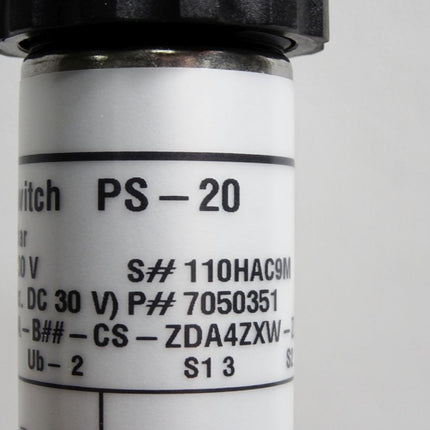 witch PS – 20
ar
0 V S## 110HAC9M
. DC 30 V) P# 7050351
-B## – CS – ZDA4ZXW –
Ub – 2 S1 3 S